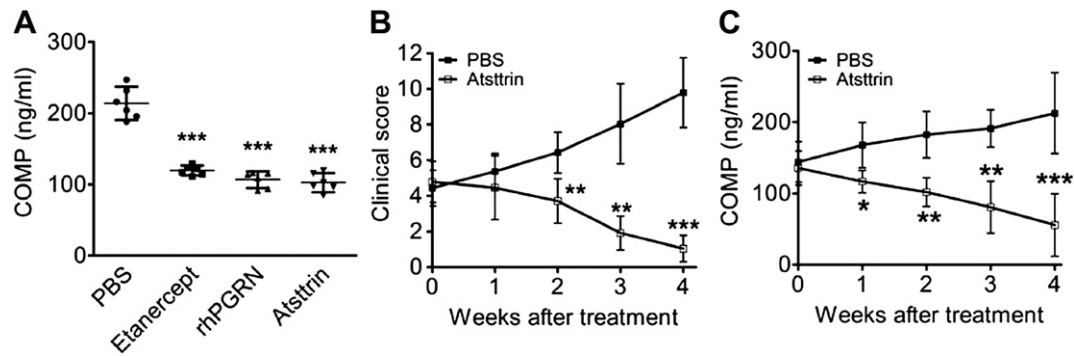 A
COMP (ng/ml)
300
200
100
0
***
***
***
PBS
Etanercept
rhPGRN
Atsttrin
B
Clinical score
12
10
8
6
4
2
0
PBS
Atsttrin
**
**
***
0 1 2 3 4
Weeks after treatment
C
COMP (ng/ml)
300
200
100
0
PBS
Atsttrin
*
**
**
***
0 1 2 3 4
Weeks after treatment